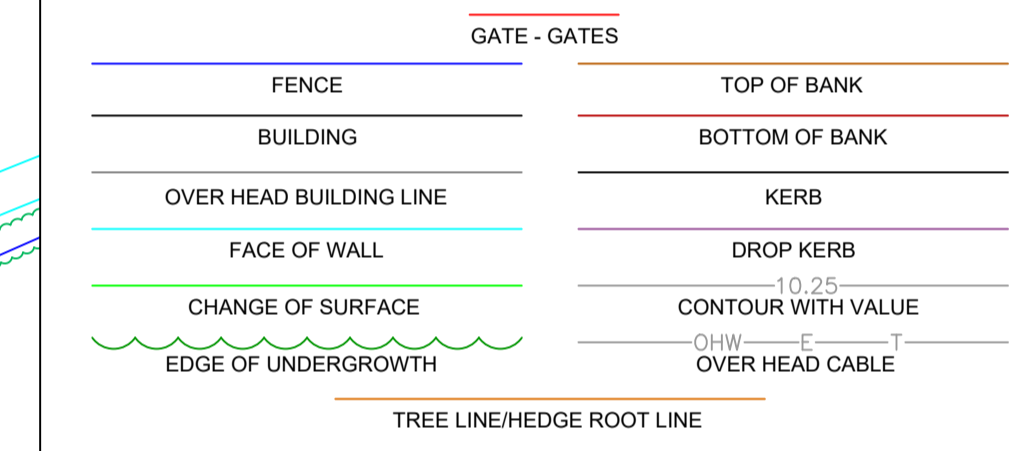 GATE - GATES
FENCE
TOP OF BANK
BUILDING
BOTTOM OF BANK
OVER HEAD BUILDING LINE
KERB
FACE OF WALL
DROP KERB
10.25
CHANGE OF SURFACE
CONTOUR WITH VALUE
OHW E T
EDGE OF UNDERGROWTH
OVER HEAD CABLE
TREE LINE/HEDGE ROOT LINE